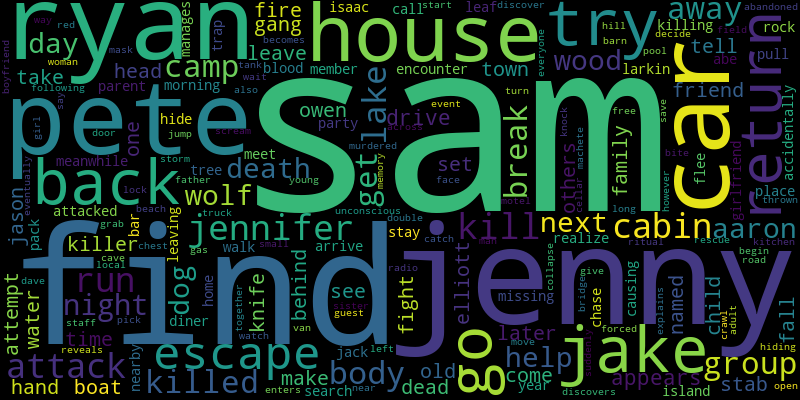 ryan
house
try
away
day
gang
fire
isaac
call
start
leaf
discover
hill
barn
abandoned
decide
way
red
mask
manages
becomes
tank
wait
also
trap
leave
member
blood
encounter
town
wood
killing
tell
abe
pool
field
rock
pull
boyfriend
woman
following
say
take
head
camp
parent
morning
larkin
friend
everyone
save
pete
sam
car
return
girl
door
hide
jump
storm
scream
owen
party
lake
drive
event
across
turn
break
knock
others
free
family
machete
bite
flee
girlfriend
accidentally
meanwhile
one
meet
murdered
get
set
cellar
however
place
thrown
jason
eventually
back
lock
tree
death
father
young
memory
face
motel
long
attacked
beach
wolf
unconscious
double
pack
grab
truck
bar
leaving
jennifer
stay
catch
kill
man
next
cabin
aaron
killer
cave
chest
local
gas
walk
small
arrive
radio
realize
ritual
rescue
kitchen
find
jenny
attempt
water
dave
run
dog
home
knife
behind
see
sister
guest
fight
elliott
missing
bridge
collapse
give
chase
causing
named
explains
child
begin
road
fall
night
time
staff
pick
reveals
diner
together
van
watch
go
later
help
move
forced
suddenly
crawl
adult
hiding
attack
nearby
escape
jack
left
jake
group
appears
hand
boat
killed
make
search
enters
body
near
old
dead
come
year
discovers
island
stab
open